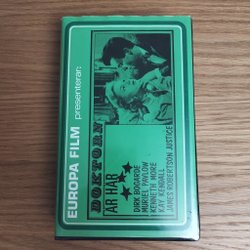 EUROPA FILM
presenterar:
DOKTORN
ÄR HÄR
DIRK BOGARDE
MURIEL PAVLOW
KENNETH MORE
KAY KENDALL
JAMES ROBERTSON JUSTICE